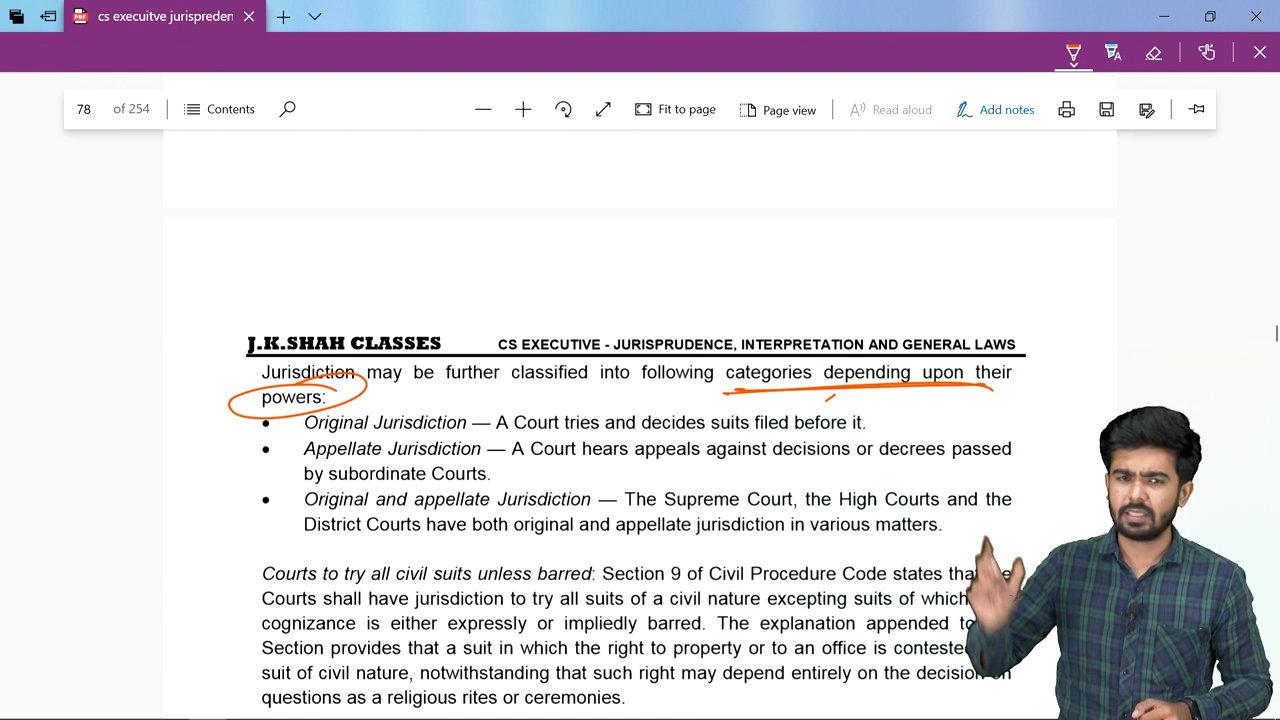 cs execuitve jurispreden
78 of 254 Contents Fit to page Page view Read aloud Add notes
J.K.SHAH CLASSES CS EXECUTIVE - JURISPRUDENCE, INTERPRETATION AND GENERAL LAWS
Jurisdiction may be further classified into following categories depending upon their
powers:
• Original Jurisdiction — A Court tries and decides suits filed before it.
• Appellate Jurisdiction — A Court hears appeals against decisions or decrees passed
by subordinate Courts.
• Original and appellate Jurisdiction — The Supreme Court, the High Courts and the
District Courts have both original and appellate jurisdiction in various matters.
Courts to try all civil suits unless barred: Section 9 of Civil Procedure Code states
Courts shall have jurisdiction to try all suits of a civil nature excepting suits of which
cognizance is either expressly or impliedly barred. The explanation appended to
Section provides that a suit in which the right to property or to an office is
suit of civil nature, notwithstanding that such right may depend entirely on the decision
questions as a religious rites or ceremonies.